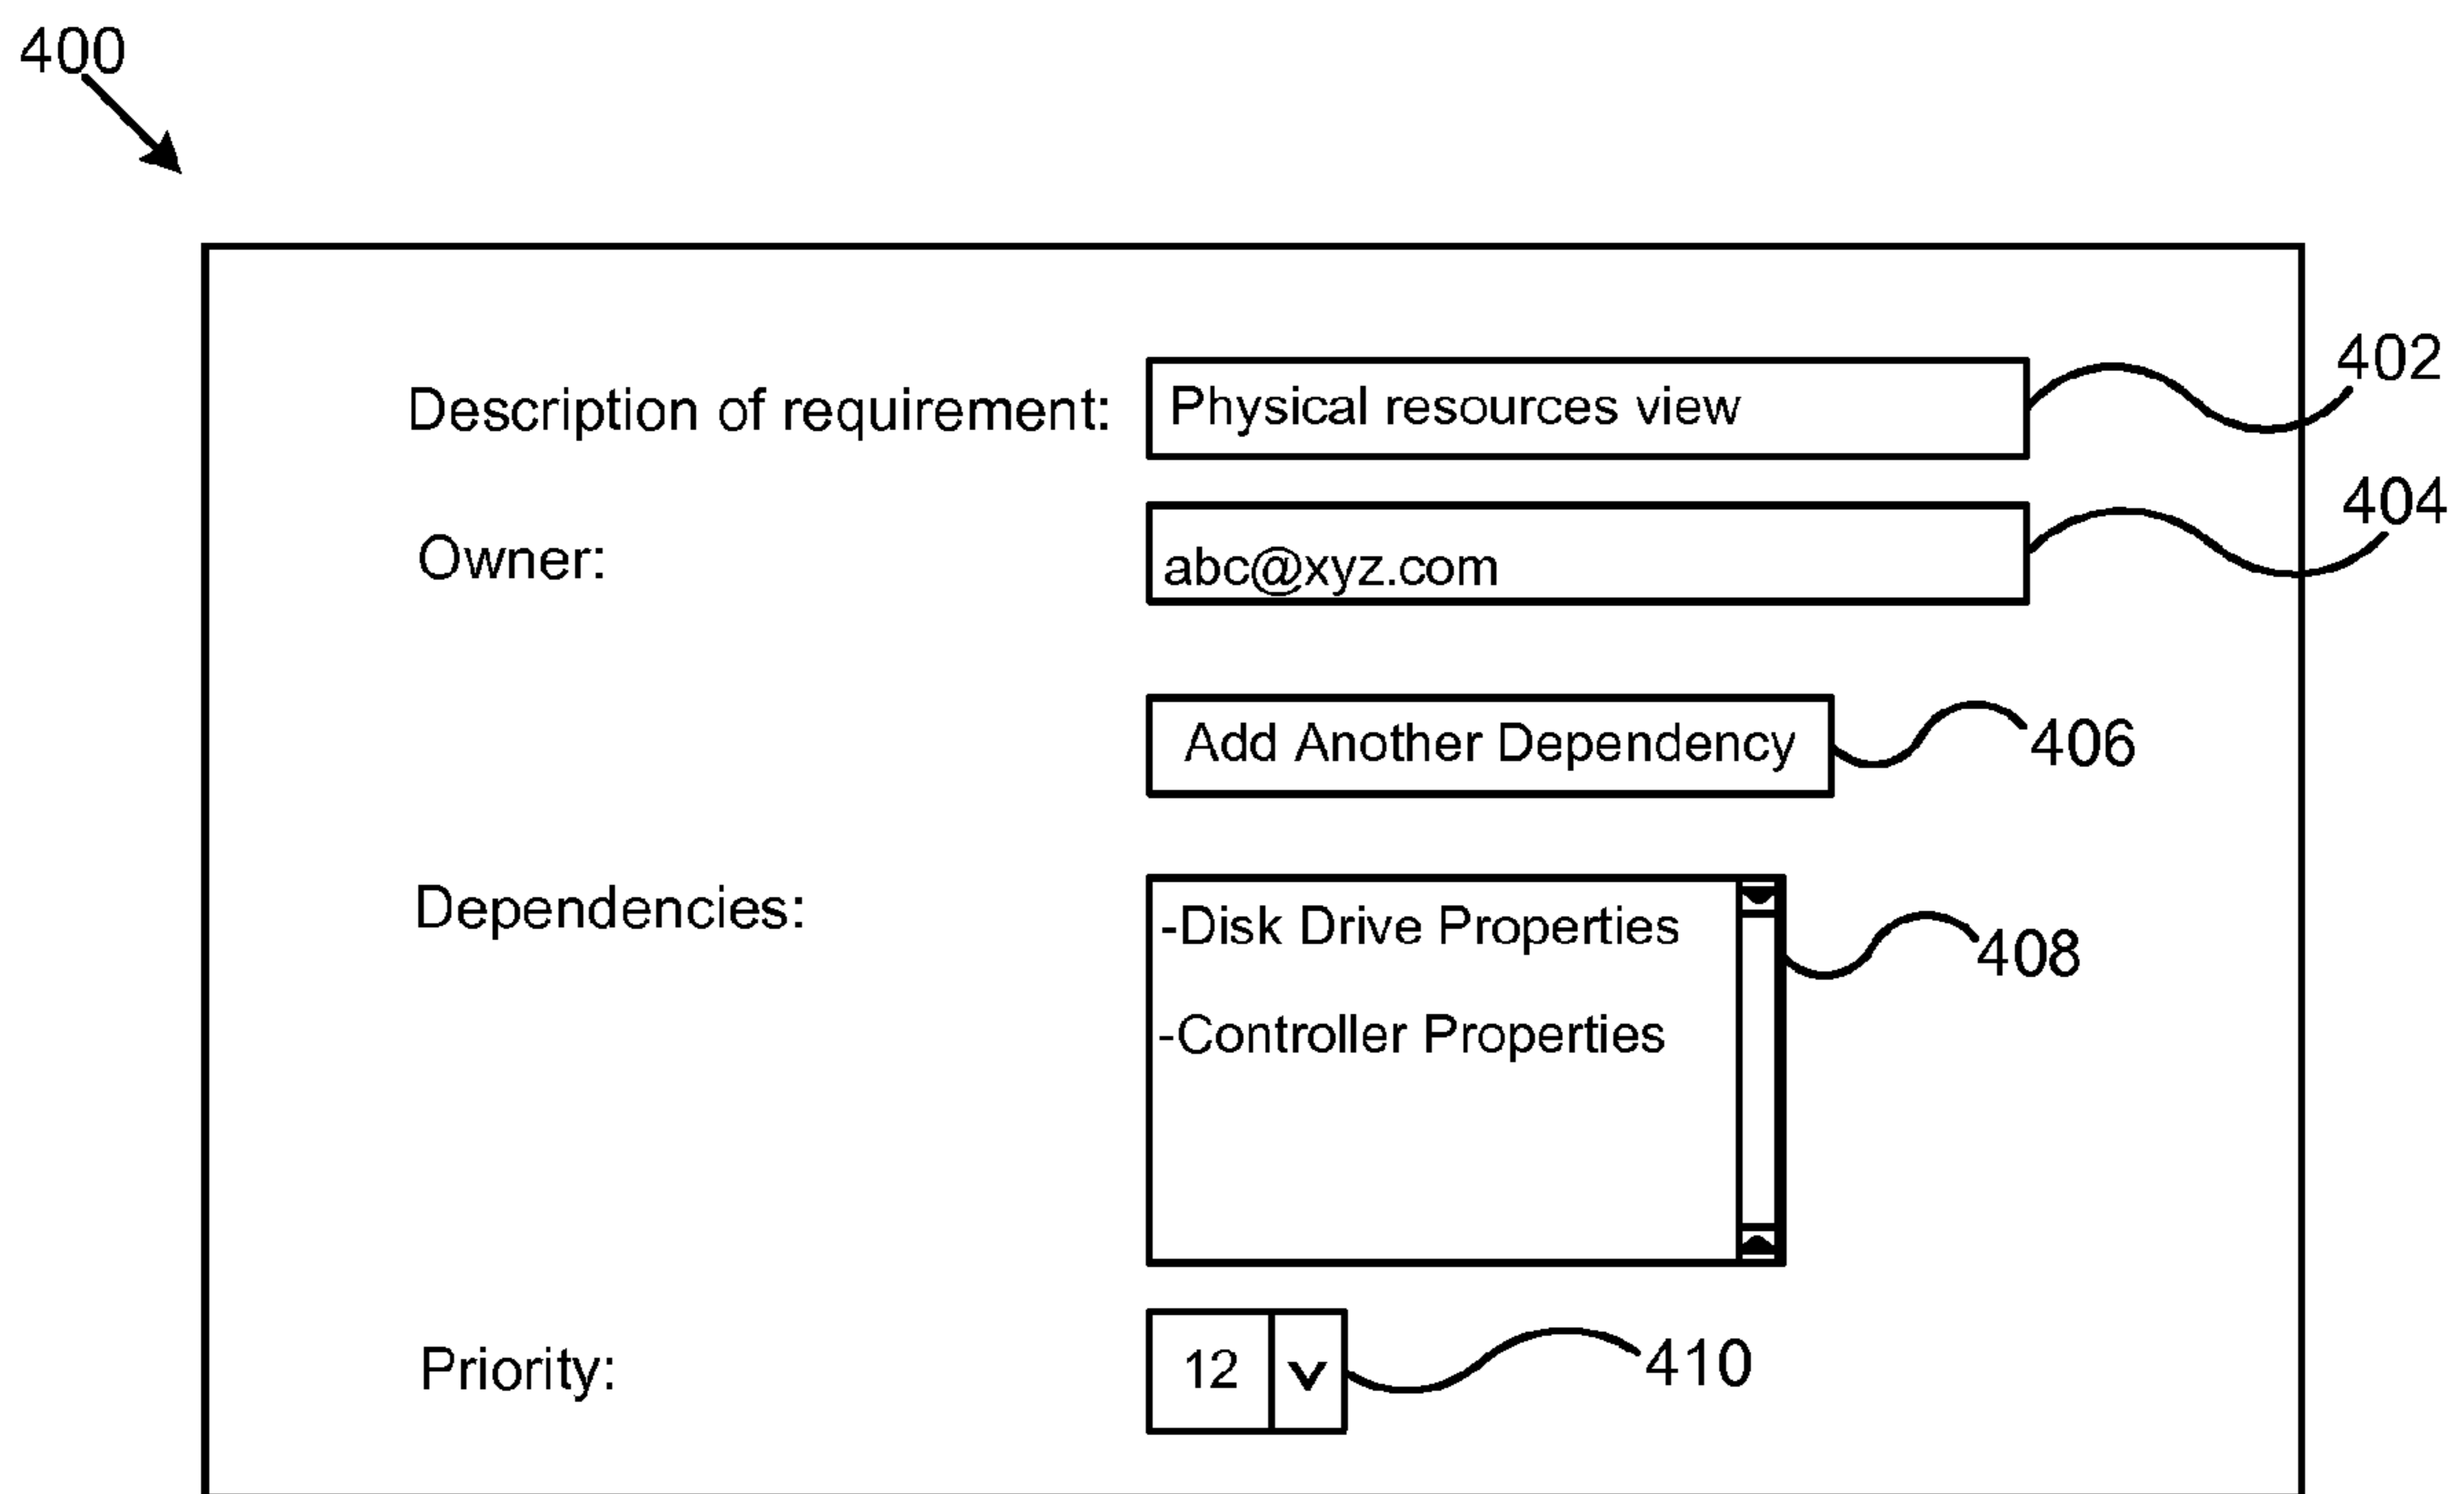 400
Description of requirement: Physical resources view 402
Owner: abc@xyz.com 404
Add Another Dependency 406
Dependencies: -Disk Drive Properties 408
-Controller Properties
Priority: 12 v 410